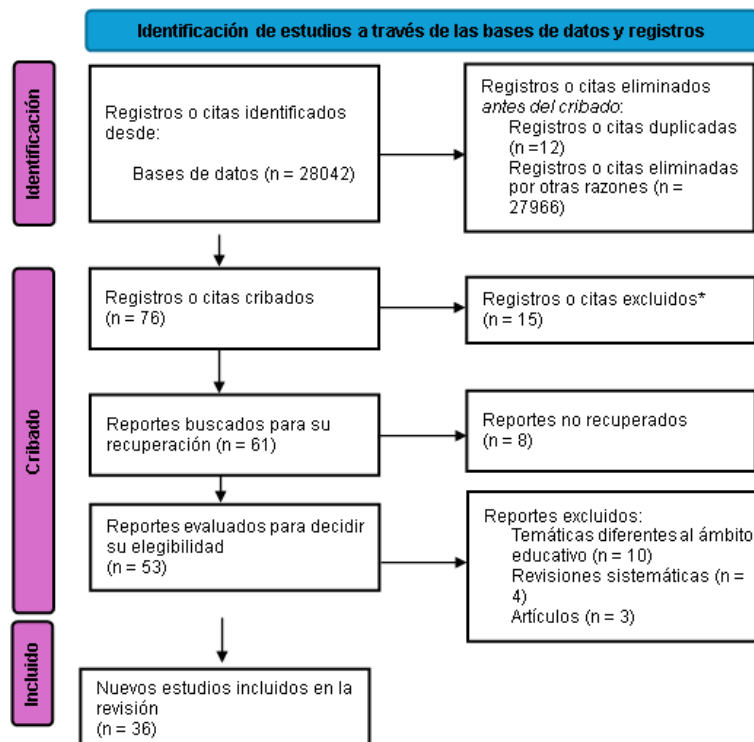 Identificación de estudios a través de las bases de datos y registros
Identificación
Registros o citas identificados
desde:
Bases de datos (n = 28042)
Registros o citas eliminados
antes del cribado:
Registros o citas duplicadas
(n =12)
Registros o citas eliminadas
por otras razones (n =
27966)
Cribado
Registros o citas cribados
(n = 76)
Registros o citas excluidos*
(n = 15)
Reportes buscados para su
recuperación (n = 61)
Reportes no recuperados
(n = 8)
Reportes evaluados para decidir
su elegibilidad
(n = 53)
Reportes excluidos:
Temáticas diferentes al ámbito
educativo (n = 10)
Revisiones sistemáticas (n =
4)
Artículos (n = 3)
Incluido
Nuevos estudios incluidos en la
revisión
(n = 36)